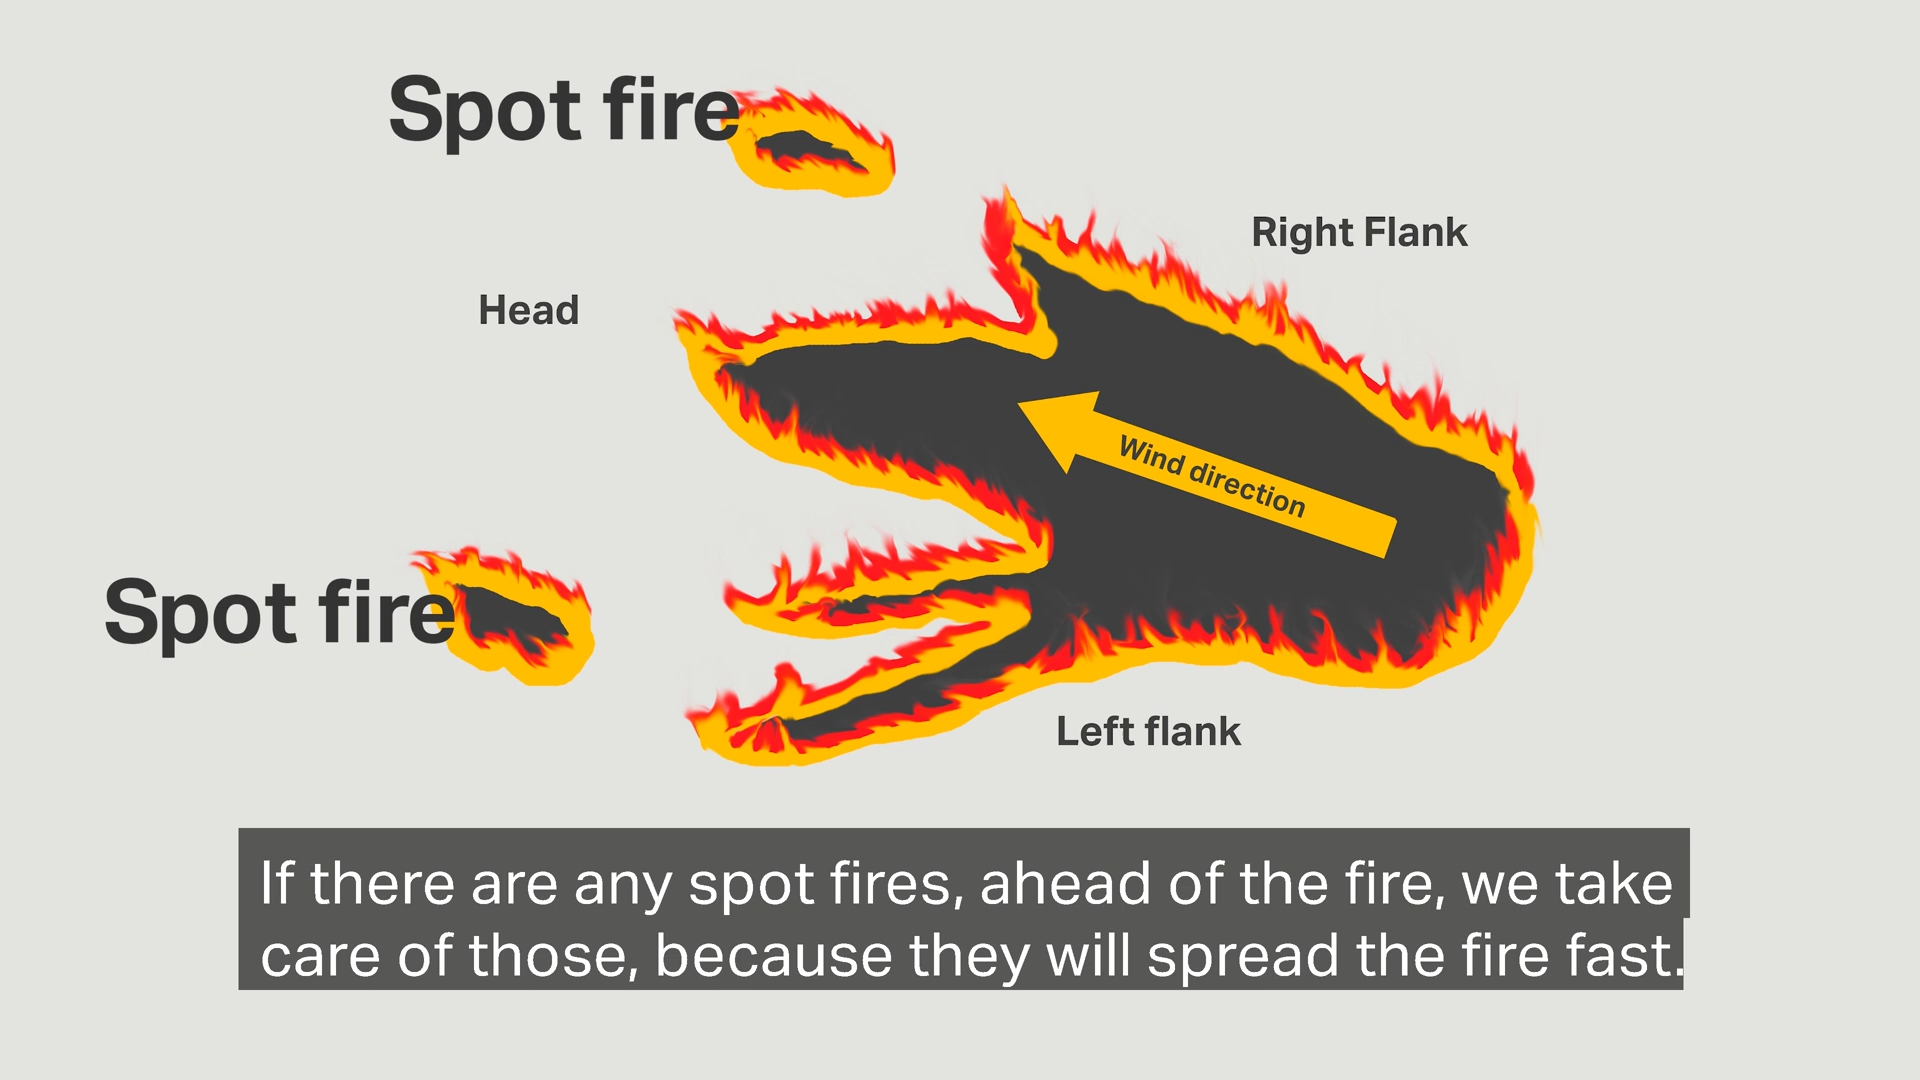 Spot fire
Right Flank
Head
Wind direction
Spot fire
Left flank
If there are any spot fires, ahead of the fire, we take
care of those, because they will spread the fire fast.